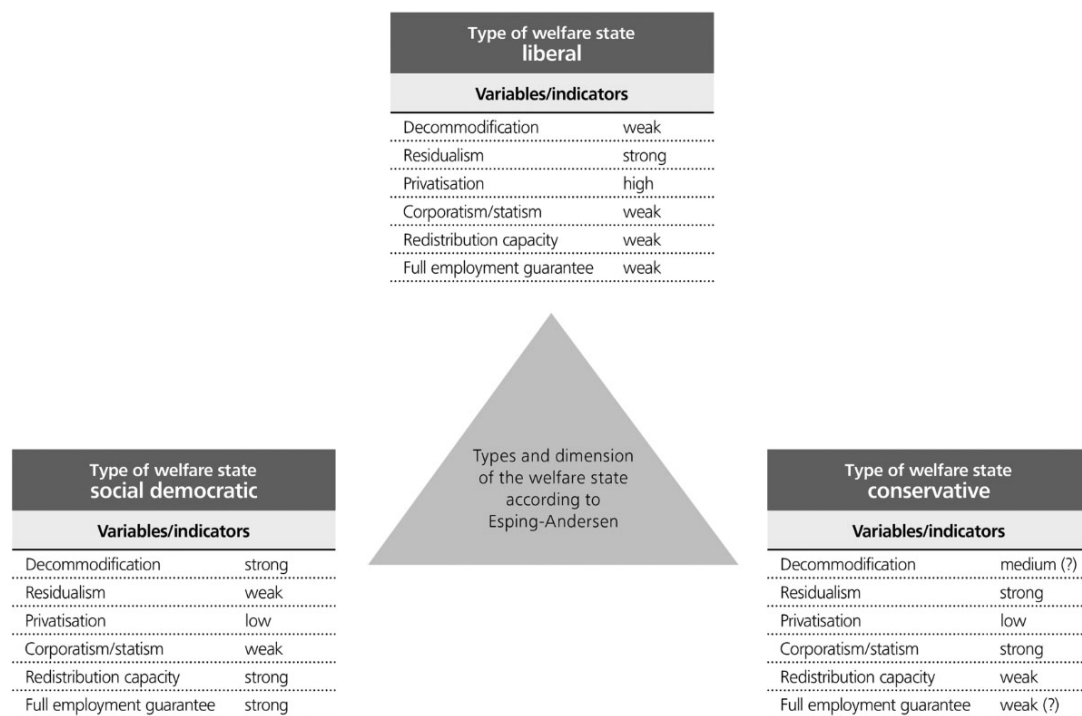 Type of welfare state
liberal
Variables/indicators
Decommodification weak
Residualism strong
Privatisation high
Corporatism/statism weak
Redistribution capacity weak
Full employment guarantee weak
Types and dimension
of the welfare state
according to
Esping-Andersen
Type of welfare state
social democratic
Variables/indicators
Decommodification strong
Residualism weak
Privatisation low
Corporatism/statism weak
Redistribution capacity strong
Full employment guarantee strong
Type of welfare state
conservative
Variables/indicators
Decommodification medium (?)
Residualism strong
Privatisation low
Corporatism/statism strong
Redistribution capacity weak
Full employment guarantee weak (?)